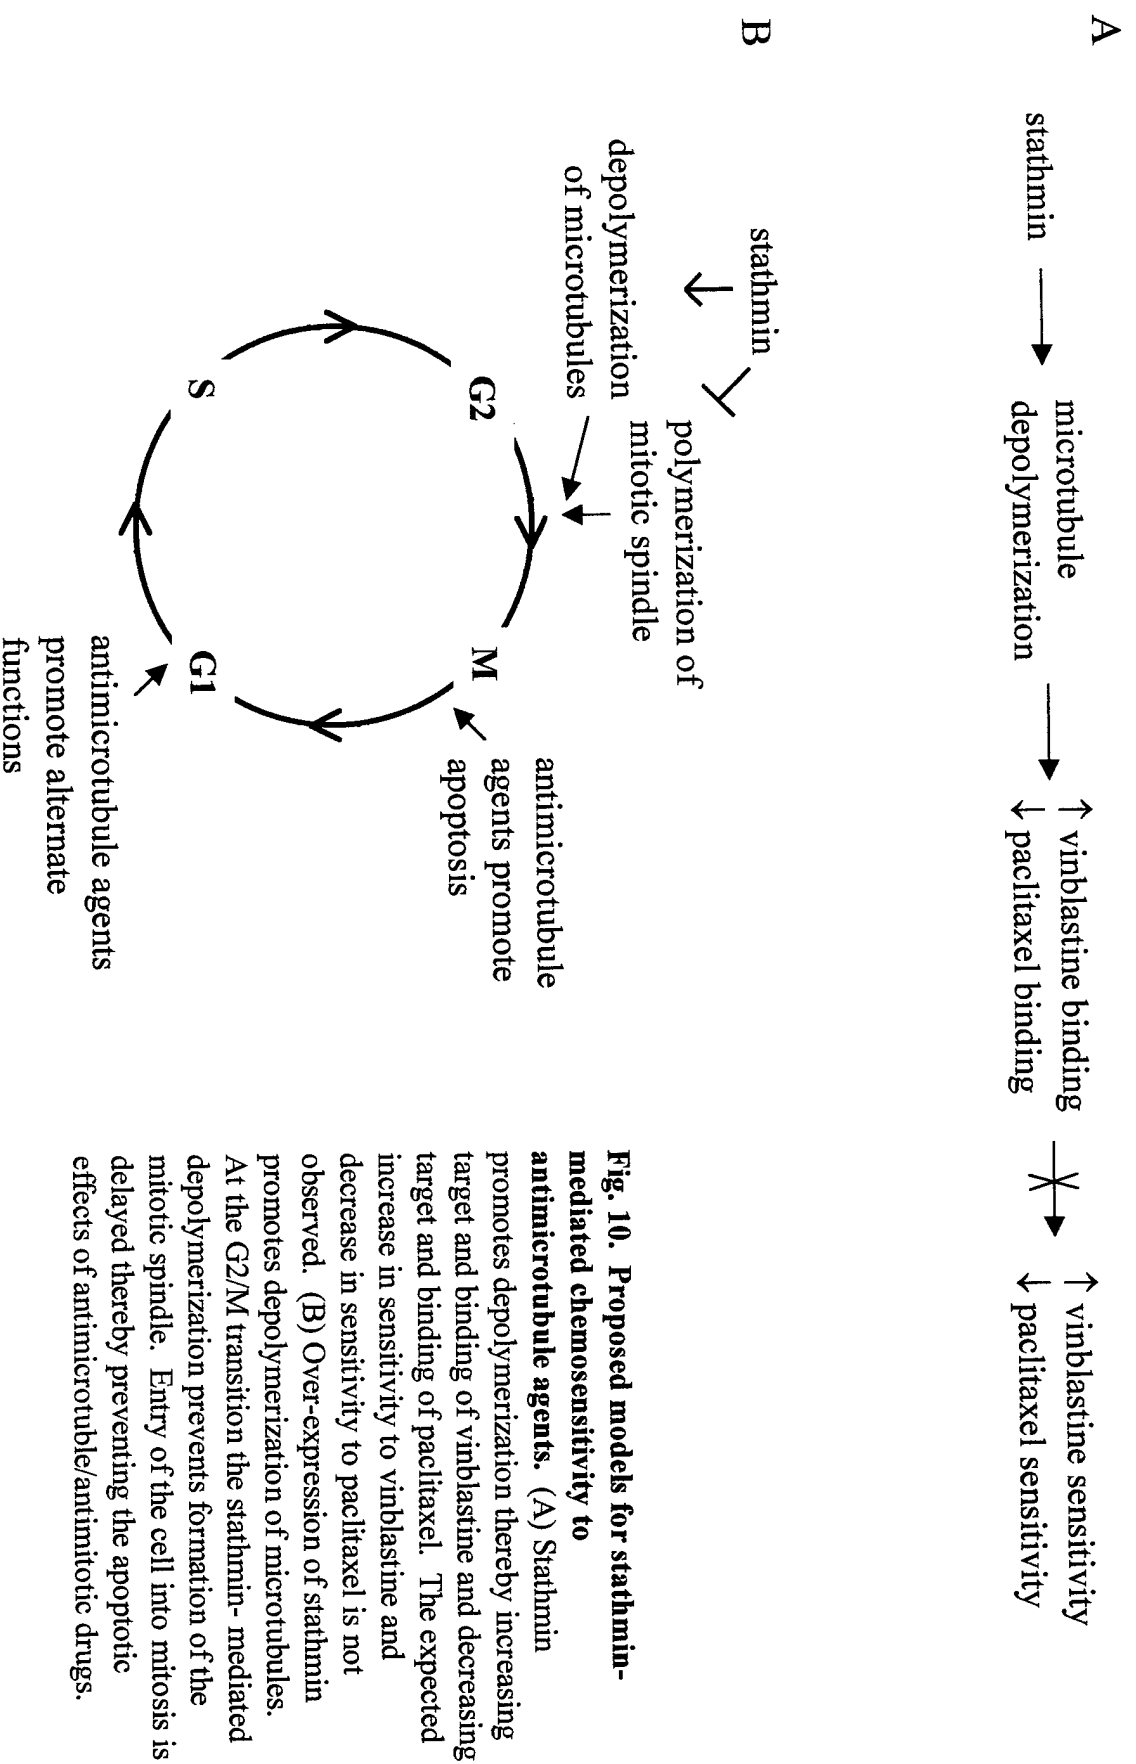 A
stathmin
microtubule
depolymerization
↑ vinblastine binding
↓ paclitaxel binding
↑ vinblastine sensitivity
↓ paclitaxel sensitivity
B
stathmin
depolymerization
of microtubules
polymerization of
mitotic spindle
G2
M
S
G1
antimicrotubule
agents promote
apoptosis
antimicrotubule agents
promote alternate
functions
Fig. 10. Proposed models for stathmin-
mediated chemosensitivity to
antimicrotubule agents. (A) Stathmin
promotes depolymerization thereby increasing
target and binding of vinblastine and decreasing
target and binding of paclitaxel. The expected
increase in sensitivity to vinblastine and
decrease in sensitivity to paclitaxel is not
observed. (B) Over-expression of stathmin
promotes depolymerization of microtubules.
At the G2/M transition the stathmin- mediated
depolymerization prevents formation of the
mitotic spindle. Entry of the cell into mitosis is
delayed thereby preventing the apoptotic
effects of antimicrotuble/antimitotic drugs.